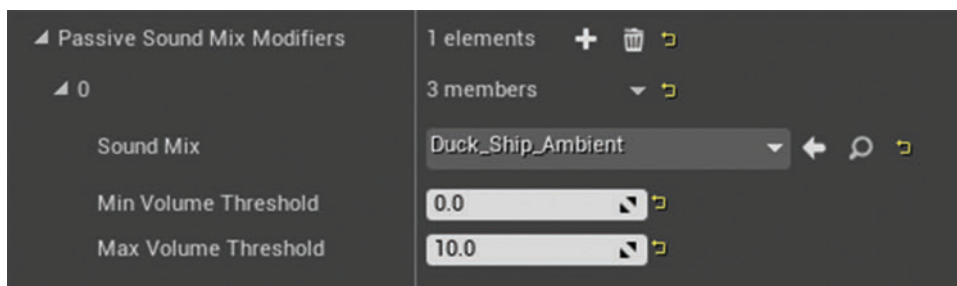 Passive Sound Mix Modifiers 1 elements
0 3 members
Sound Mix Duck_Ship_Ambient
Min Volume Threshold 0.0
Max Volume Threshold 10.0